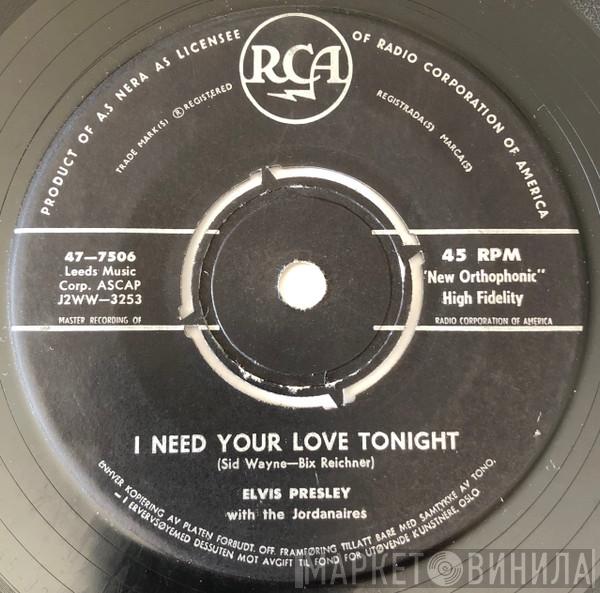 PRODUCT OF A.S NERA AS LICENSEE OF RADIO CORPORATION OF AMERICA
RCA
TRADE MARK(S) ® REGISTERED
REGISTRADA(S) MARCA(S)
47—7506
Leeds Music
Corp. ASCAP
J2WW—3253
MASTER RECORDING OF
45 RPM
"New Orthophonic"
High Fidelity
RADIO CORPORATION OF AMERICA
I NEED YOUR LOVE TONIGHT
(Sid Wayne—Bix Reichner)
ELVIS PRESLEY
with the Jordanaires
ENHVER KOPIERING AV PLATEN FORBUDT. OFF. FRAMFØRING TILLATT BARE MED SAMTYKKE AV TONO.
— I ERVERVSØYEMED DESSUTEN MOT AVGIFT TIL FOND FOR UTØVENDE KUNSTNERE, OSLO
МАРКЕТ ВИНИЛА